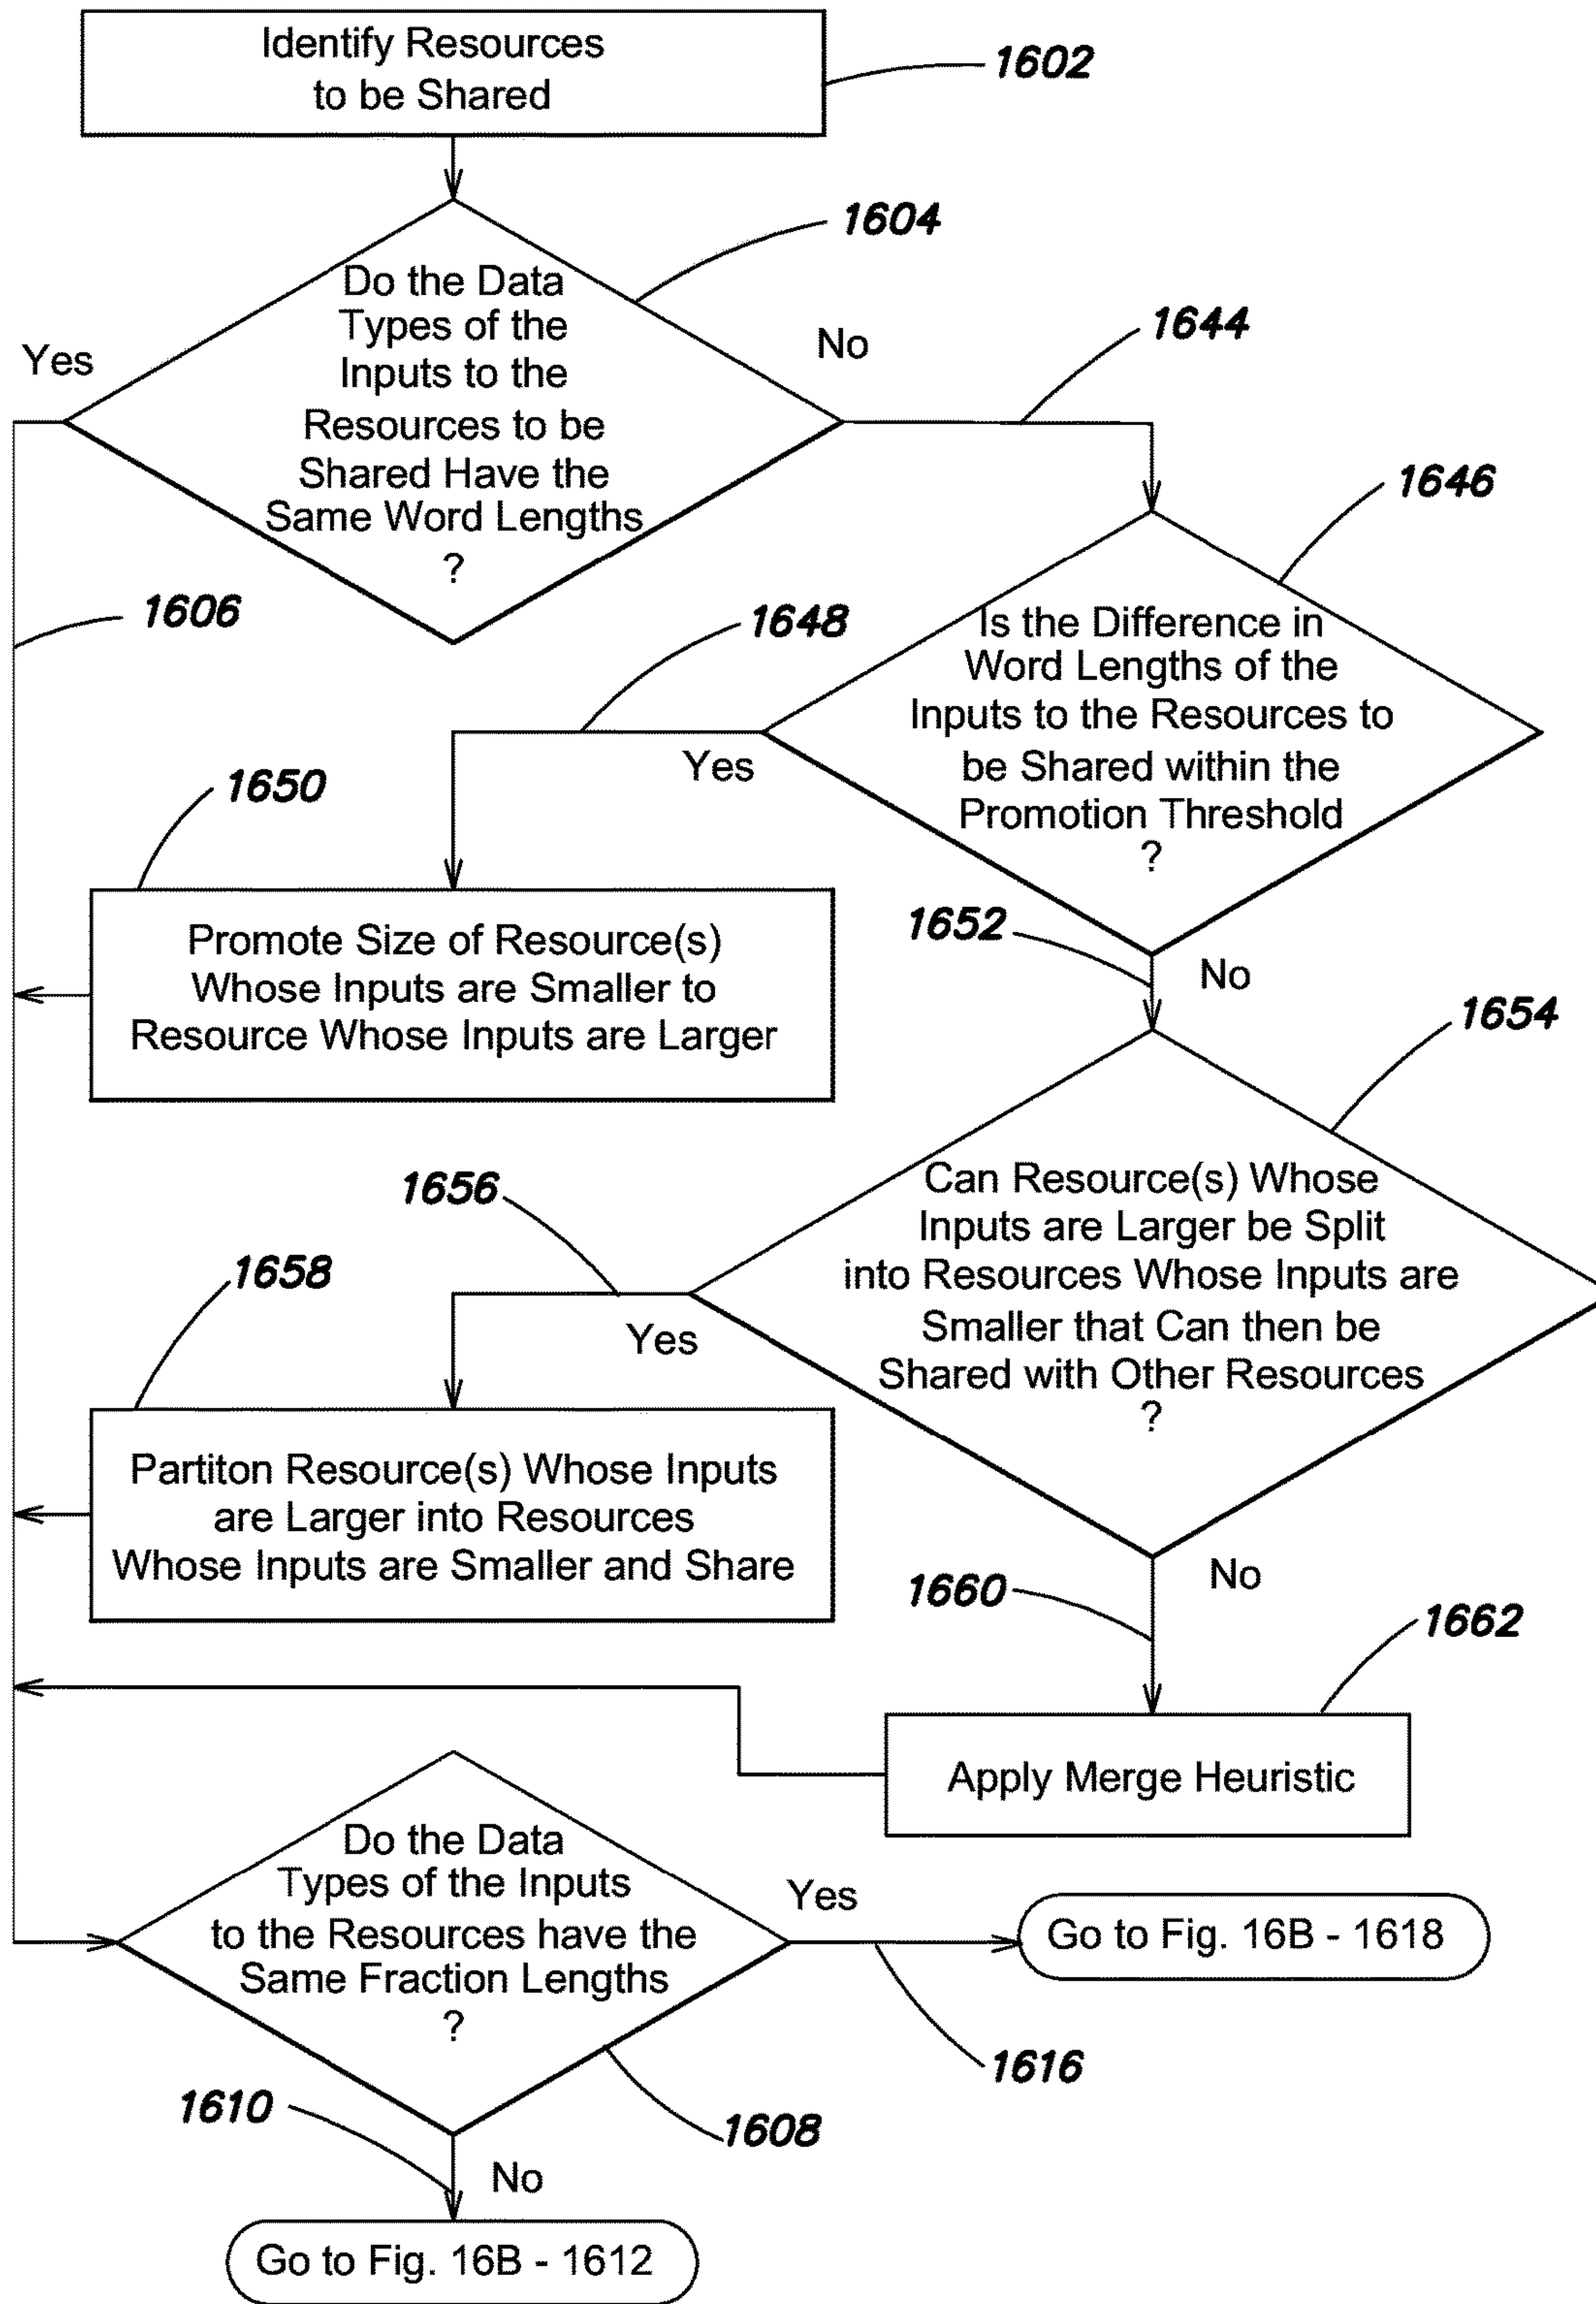 Identify Resources
to be Shared
1602
1604
Do the Data
Types of the
Inputs to the
Resources to be
Shared Have the
Same Word Lengths
?
Yes
No
1644
1606
1646
Is the Difference in
Word Lengths of the
Inputs to the Resources to
be Shared within the
Promotion Threshold
?
1648
Yes
1650
Promote Size of Resource(s)
Whose Inputs are Smaller to
Resource Whose Inputs are Larger
1652
No
1654
Can Resource(s) Whose
Inputs are Larger be Split
into Resources Whose Inputs are
Smaller that Can then be
Shared with Other Resources
?
1656
Yes
1658
Partiton Resource(s) Whose Inputs
are Larger into Resources
Whose Inputs are Smaller and Share
1660
No
1662
Apply Merge Heuristic
Do the Data
Types of the Inputs
to the Resources have the
Same Fraction Lengths
?
Yes
Go to Fig. 16B - 1618
1616
1610
1608
No
Go to Fig. 16B - 1612